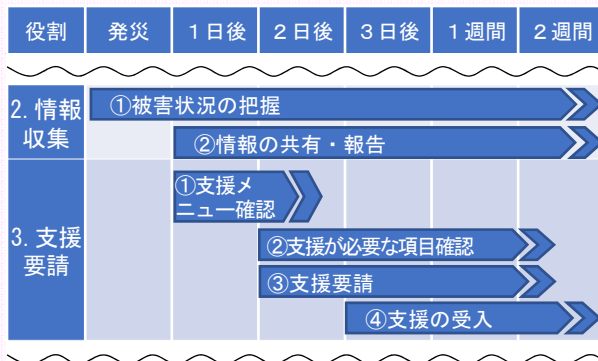 役割 発災 1日後 2日後 3日後 1週間 2週間
2. 情報
収集
①被害状況の把握
②情報の共有・報告
3. 支援
要請
①支援メ
ニュー確認
②支援が必要な項目確認
③支援要請
④支援の受入